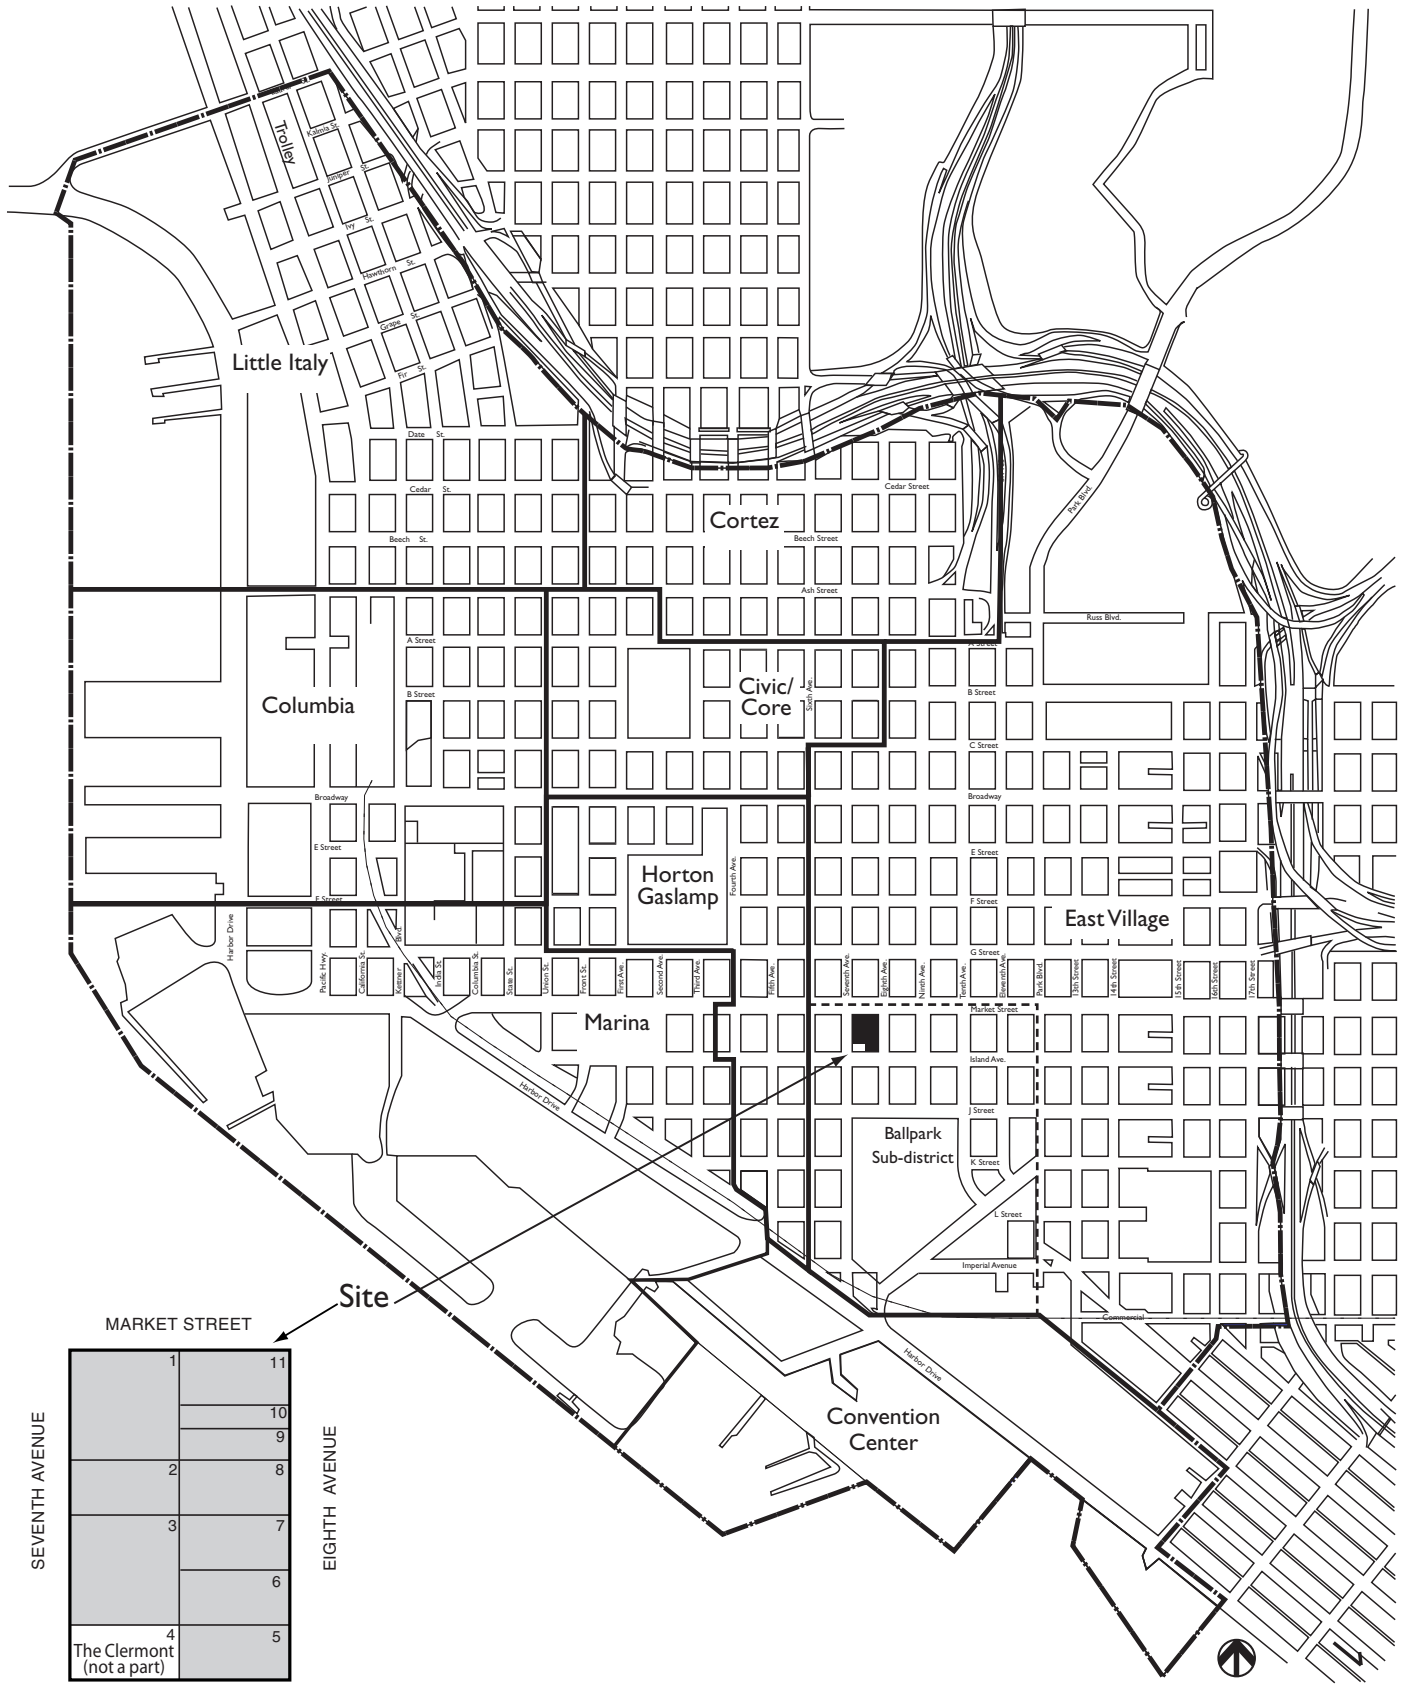 Trolley
Kalmia St.
Juniper St.
Ivy St.
Hawthorn St.
Grape St.
Little Italy
Fir St.
Date St.
Cedar St.
Cedar Street
Park Blvd.
Cortez
Beech St.
Beech Street
Ash Street
Russ Blvd.
A Street
A Street
Columbia
B Street
Civic/
Core
Sixth Ave.
B Street
C Street
Broadway
Broadway
E Street
E Street
Horton
Gaslamp
Fourth Ave.
F Street
F Street
East Village
Harbor Drive
G Street
Pacific Hwy.
California St.
Kettner
Blvd.
India St.
Columbia St.
State St.
Union St.
Front St.
First Ave.
Second Ave.
Third Ave.
Fifth Ave.
Seventh Ave.
Eighth Ave.
Ninth Ave.
Tenth Ave.
Eleventh Ave.
Park Blvd.
13th Street
14th Street
15th Street
16th Street
17th Street
Marina
Market Street
Island Ave.
Harbor Drive
J Street
Ballpark
Sub-district
K Street
L Street
Imperial Avenue
Commercial
Harbor Drive
Convention
Center
Site
MARKET STREET
SEVENTH AVENUE
EIGHTH AVENUE
1
11
10
9
2
8
3
7
6
4
5
The Clermont
(not a part)